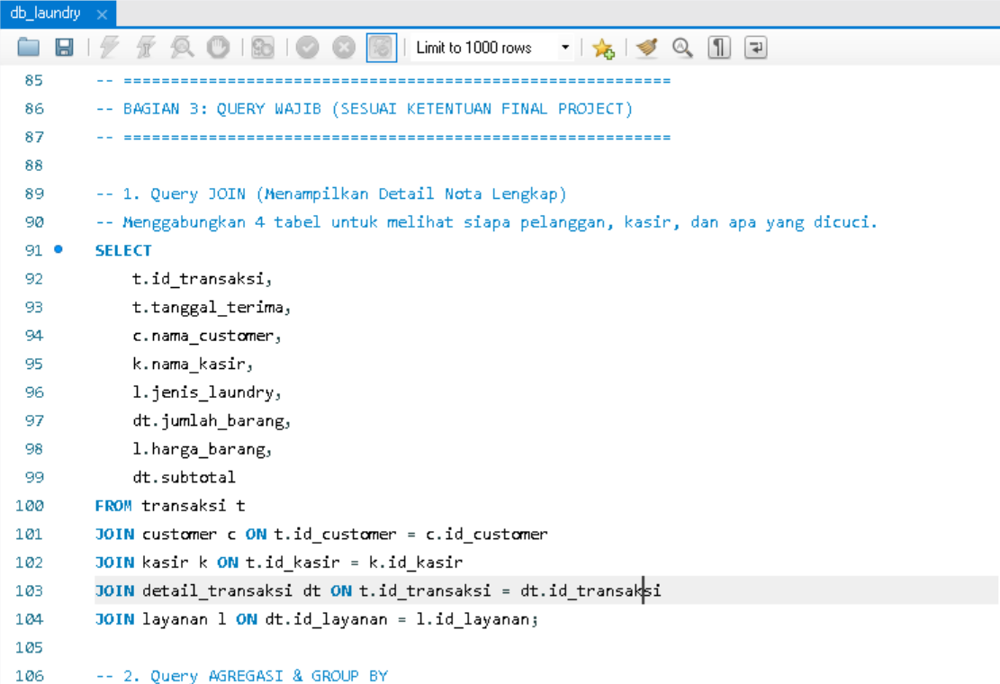 db_laundry ×
Limit to 1000 rows
85 -- ==========================================================
86 -- BAGIAN 3: QUERY WAJIB (SESUAI KETENTUAN FINAL PROJECT)
87 -- ==========================================================
88
89 -- 1. Query JOIN (Menampilkan Detail Nota Lengkap)
90 -- Menggabungkan 4 tabel untuk melihat siapa pelanggan, kasir, dan apa yang dicuci.
91 SELECT
92 t.id_transaksi,
93 t.tanggal_terima,
94 c.nama_customer,
95 k.nama_kasir,
96 l.jenis_laundry,
97 dt.jumlah_barang,
98 l.harga_barang,
99 dt.subtotal
100 FROM transaksi t
101 JOIN customer c ON t.id_customer = c.id_customer
102 JOIN kasir k ON t.id_kasir = k.id_kasir
103 JOIN detail_transaksi dt ON t.id_transaksi = dt.id_transaksi
104 JOIN layanan l ON dt.id_layanan = l.id_layanan;
105
106 -- 2. Query AGREGASI & GROUP BY